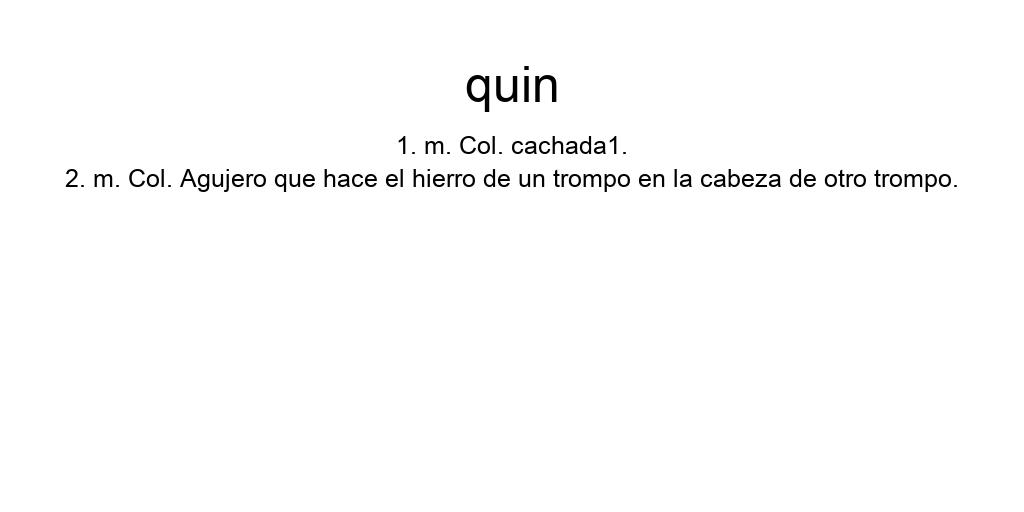 quin
1. m. Col. cachada1.
2. m. Col. Agujero que hace el hierro de un trompo en la cabeza de otro trompo.